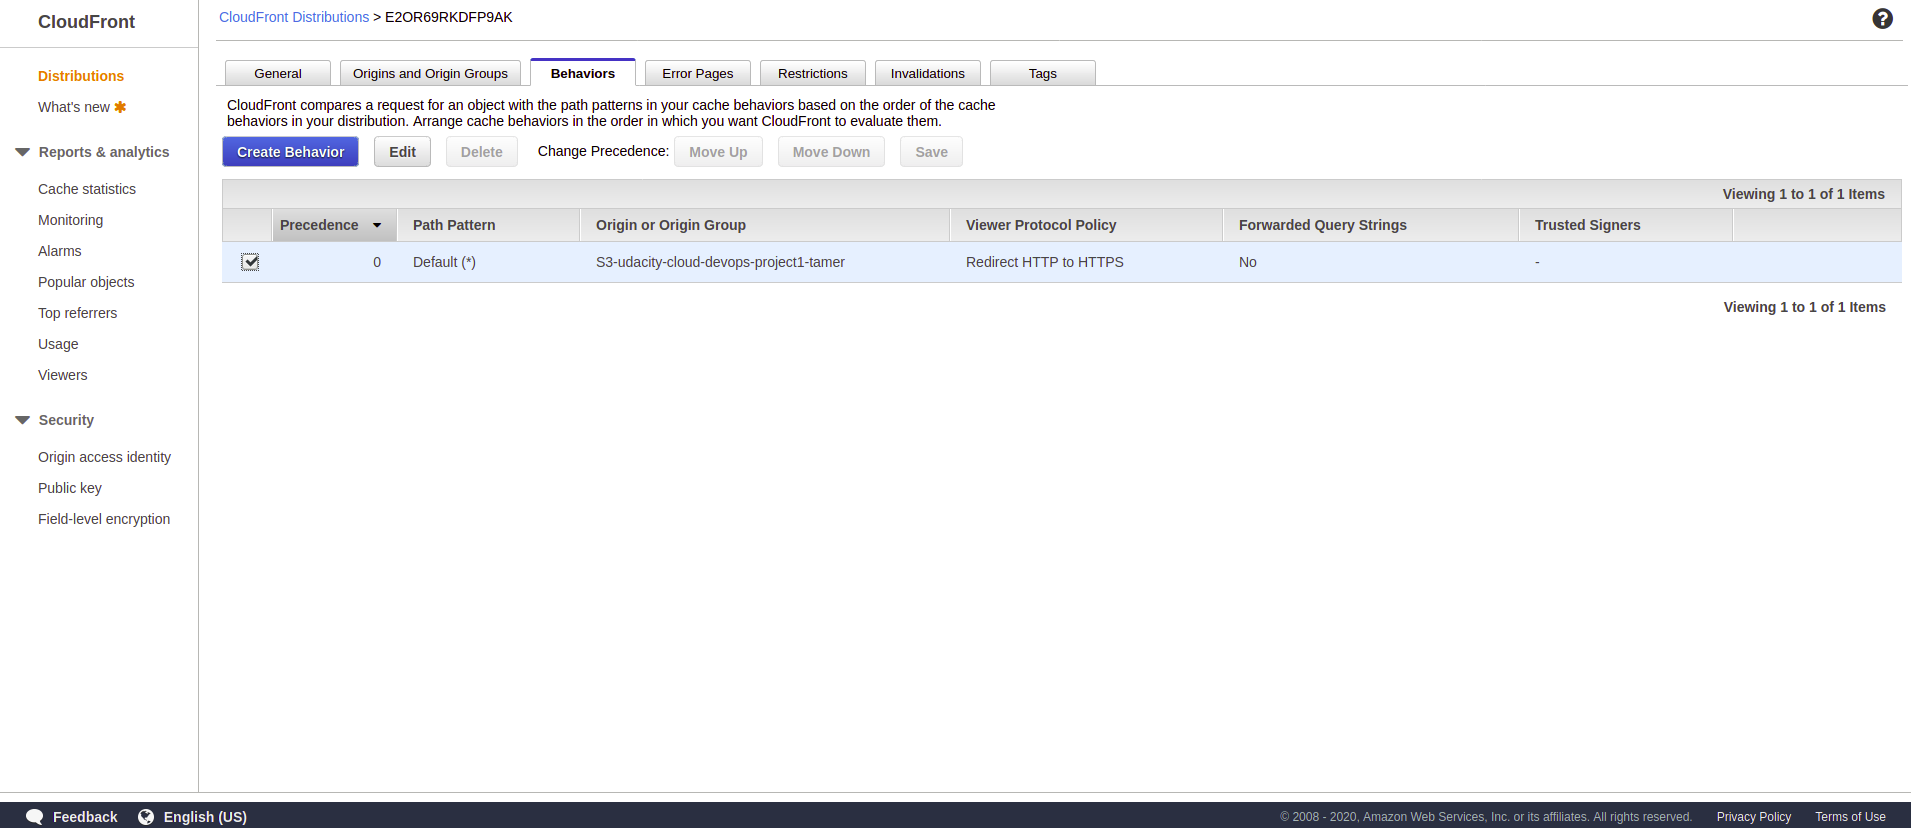 CloudFront
Distributions
What's new
Reports & analytics
Cache statistics
Monitoring
Alarms
Popular objects
Top referrers
Usage
Viewers
Security
Origin access identity
Public key
Field-level encryption
CloudFront Distributions > E2OR69RKDFP9AK
General Origins and Origin Groups Behaviors Error Pages Restrictions Invalidations Tags
CloudFront compares a request for an object with the path patterns in your cache behaviors based on the order of the cache
behaviors in your distribution. Arrange cache behaviors in the order in which you want CloudFront to evaluate them.
Create Behavior Edit Delete Change Precedence: Move Up Move Down Save
Viewing 1 to 1 of 1 Items
Precedence Path Pattern Origin or Origin Group Viewer Protocol Policy Forwarded Query Strings Trusted Signers
0 Default (*) S3-udacity-cloud-devops-project1-tamer Redirect HTTP to HTTPS No -
Viewing 1 to 1 of 1 Items
Feedback English (US) © 2008 - 2020, Amazon Web Services, Inc. or its affiliates. All rights reserved. Privacy Policy Terms of Use